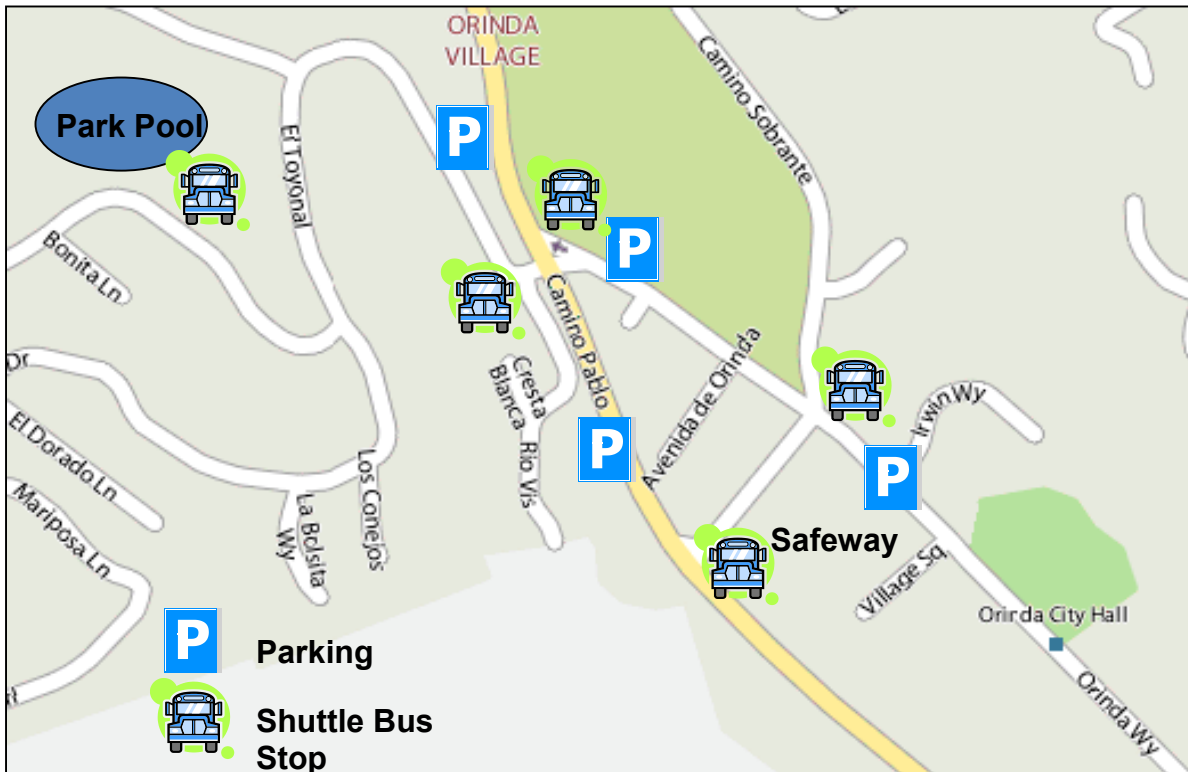 ORINDA
VILLAGE
Camino Sobrante
P
Park Pool
El Toyonal
P
Bonita Ln
Camino Pablo
Avenida de Orinda
Cresta
Blanca
Rio Vis
Irwin Wy
P
P
Dr
El Dorado Ln
Los Conejos
La Bolsita
Wy
Mariposa Ln
Safeway
Village Sq
Orinda City Hall
Orinda Wy
P
Parking
Shuttle Bus
Stop